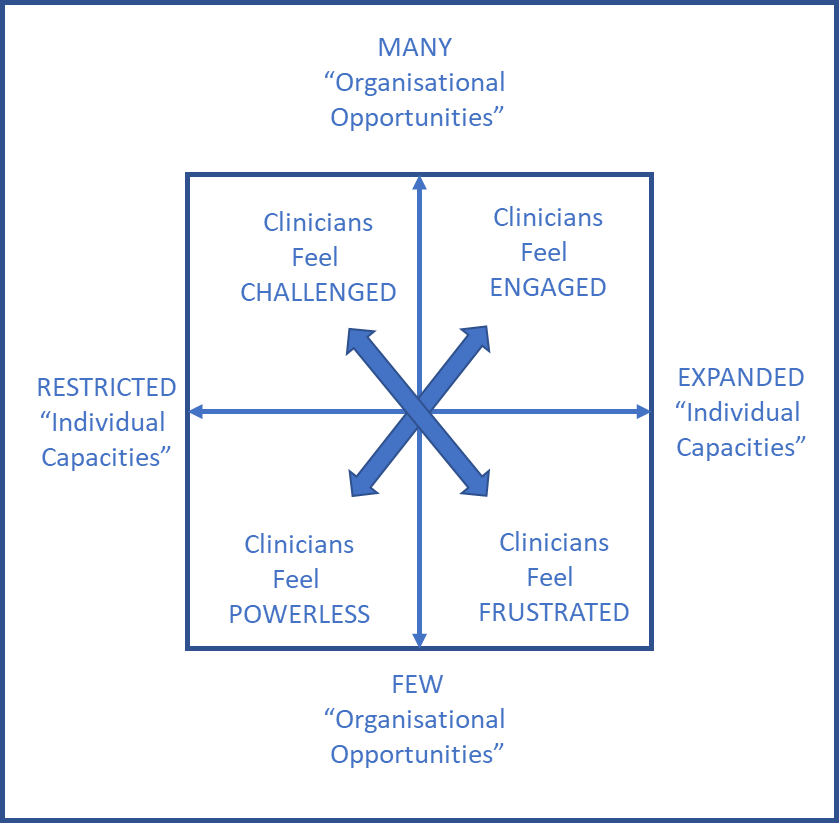 MANY
“Organisational
Opportunities”
Clinicians
Feel
CHALLENGED
Clinicians
Feel
ENGAGED
RESTRICTED
“Individual
Capacities”
EXPANDED
“Individual
Capacities”
Clinicians
Feel
POWERLESS
Clinicians
Feel
FRUSTRATED
FEW
“Organisational
Opportunities”